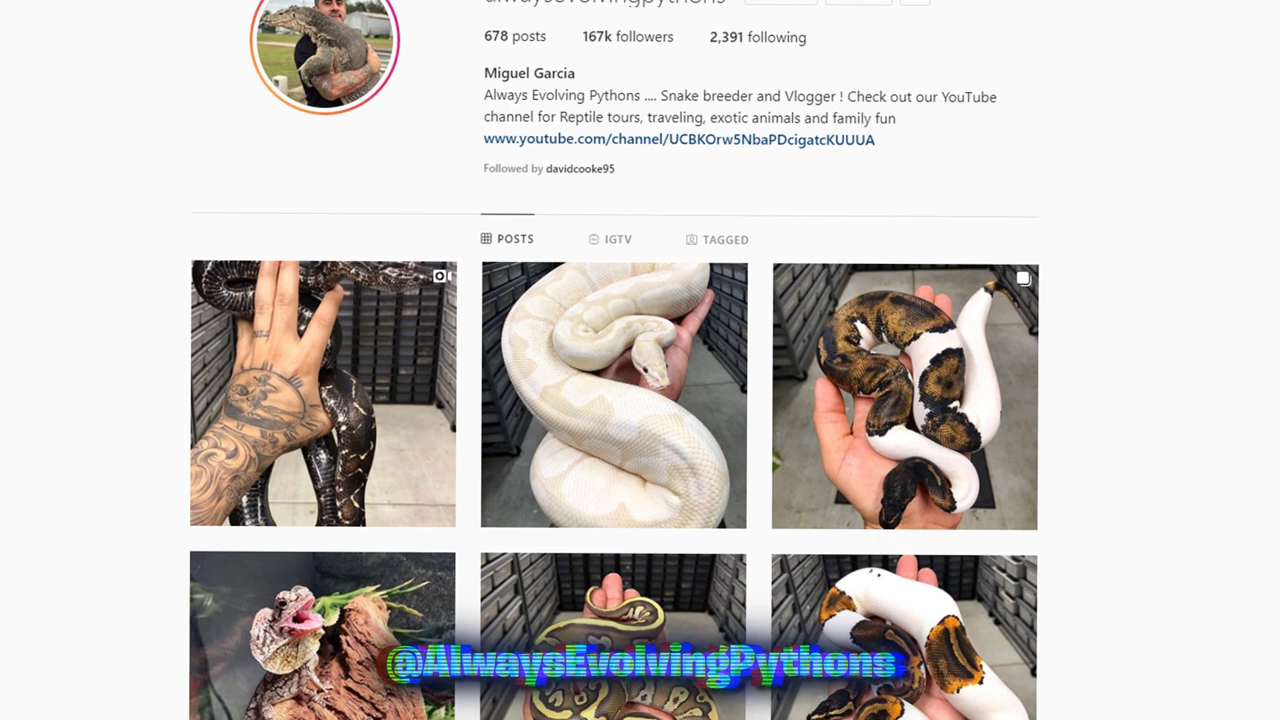 alwaysevolvingpythons
678 posts 167k followers 2,391 following
Miguel Garcia
Always Evolving Pythons .... Snake breeder and Vlogger ! Check out our YouTube
channel for Reptile tours, traveling, exotic animals and family fun
www.youtube.com/channel/UCBKOrw5NbaPDcigatcKUUUA
Followed by davidcooke95
POSTS IGTV TAGGED
@AlwaysEvolvingPythons